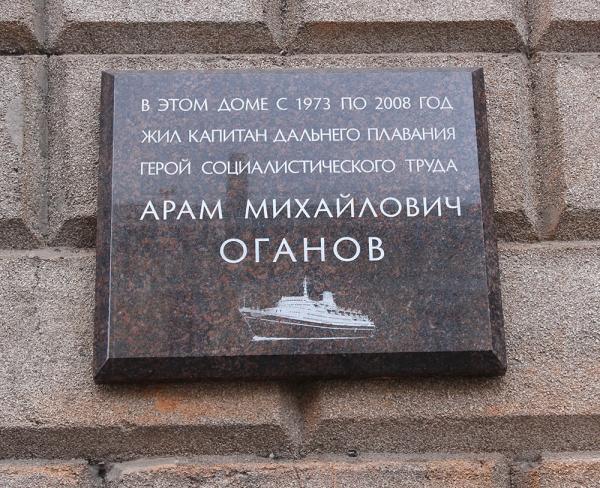 В ЭТОМ ДОМЕ С 1973 ПО 2008 ГОД
ЖИЛ КАПИТАН ДАЛЬНЕГО ПЛАВАНИЯ
ГЕРОЙ СОЦИАЛИСТИЧЕСКОГО ТРУДА
АРАМ МИХАЙЛОВИЧ
ОГАНОВ